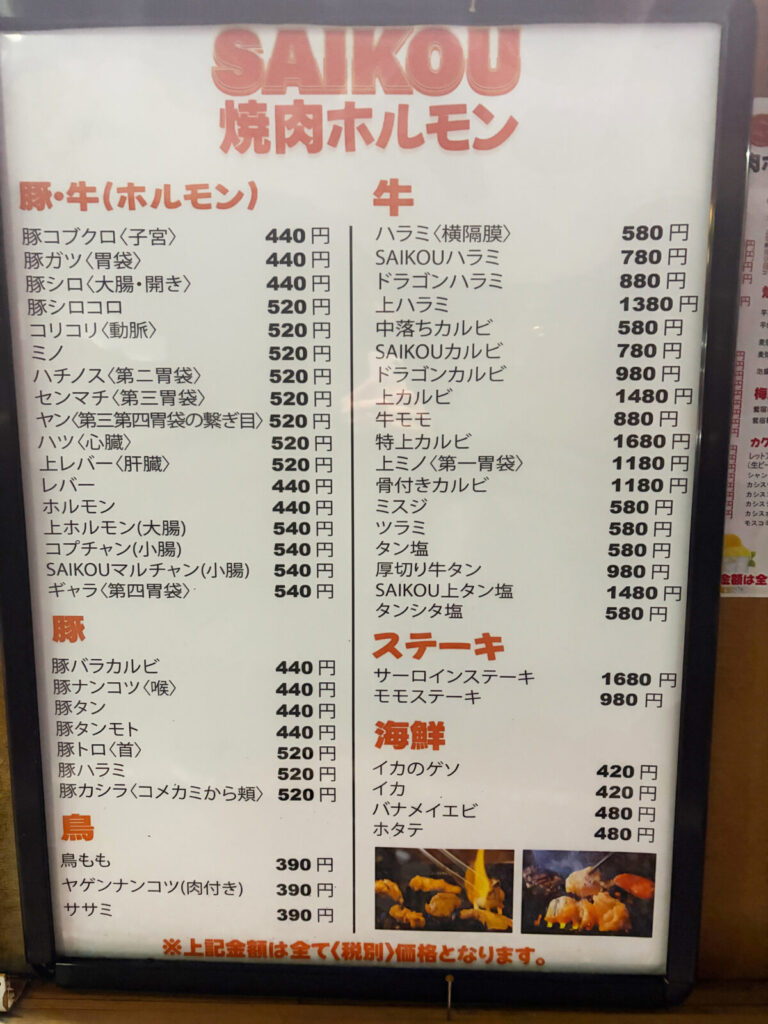 SAIKOU
焼肉ホルモン
豚・牛(ホルモン)
豚コブクロ〈子宮〉 440円
豚ガツ〈胃袋〉 440円
豚シロ〈大腸・開き〉 440円
豚シロコロ 520円
コリコリ〈動脈〉 520円
ミノ 520円
ハチノス〈第二胃袋〉 520円
センマチ〈第三胃袋〉 520円
ヤン〈第三第四胃袋の繋ぎ目〉 520円
ハツ〈心臓〉 520円
上レバー〈肝臓〉 520円
レバー 440円
ホルモン 440円
上ホルモン(大腸) 540円
コプチャン(小腸) 540円
SAIKOUマルチャン(小腸) 540円
ギャラ〈第四胃袋〉 540円
豚
豚バラカルビ 440円
豚ナンコツ〈喉〉 440円
豚タン 440円
豚タンモト 440円
豚トロ〈首〉 520円
豚ハラミ 520円
豚カシラ〈コメカミから頬〉 520円
鳥
鳥もも 390円
ヤゲンナンコツ(肉付き) 390円
ササミ 390円
牛
ハラミ〈横隔膜〉 580円
SAIKOUハラミ 780円
ドラゴンハラミ 880円
上ハラミ 1380円
中落ちカルビ 580円
SAIKOUカルビ 780円
ドラゴンカルビ 980円
上カルビ 1480円
牛モモ 880円
特上カルビ 1680円
上ミノ〈第一胃袋〉 1180円
骨付きカルビ 1180円
ミスジ 580円
ツラミ 580円
タン塩 580円
厚切り牛タン 980円
SAIKOU上タン塩 1480円
タンシタ塩 580円
ステーキ
サーロインステーキ 1680円
モモステーキ 980円
海鮮
イカのゲソ 420円
イカ 420円
バナメイエビ 480円
ホタテ 480円
※上記金額は全て〈税別〉価格となります。